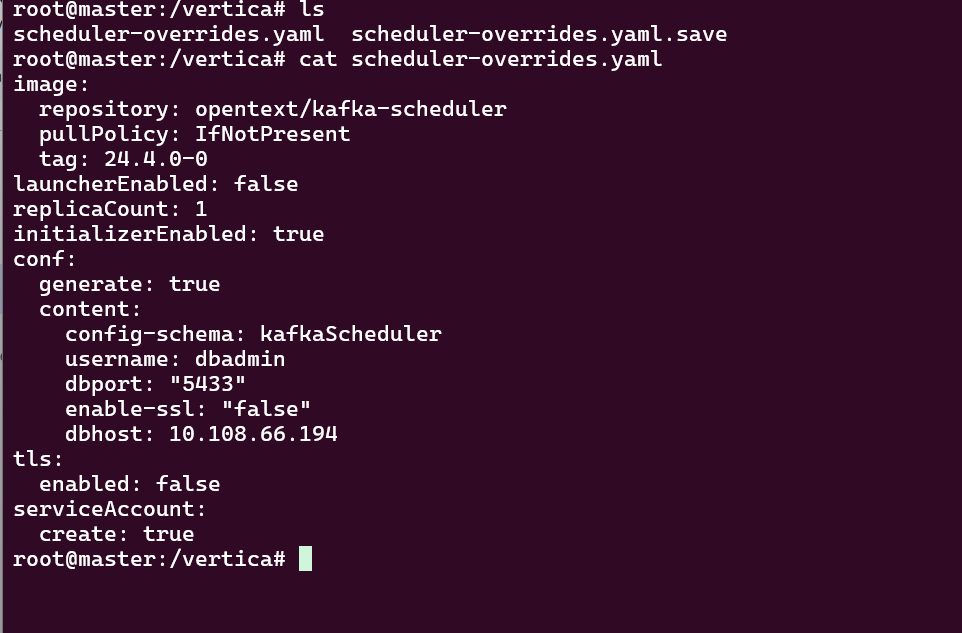 root@master:/vertica# ls
scheduler-overrides.yaml  scheduler-overrides.yaml.save
root@master:/vertica# cat scheduler-overrides.yaml
image:
  repository: opentext/kafka-scheduler
  pullPolicy: IfNotPresent
  tag: 24.4.0-0
launcherEnabled: false
replicaCount: 1
initializerEnabled: true
conf:
  generate: true
  content:
    config-schema: kafkaScheduler
    username: dbadmin
    dbport: "5433"
    enable-ssl: "false"
    dbhost: 10.108.66.194
tls:
  enabled: false
serviceAccount:
  create: true
root@master:/vertica#